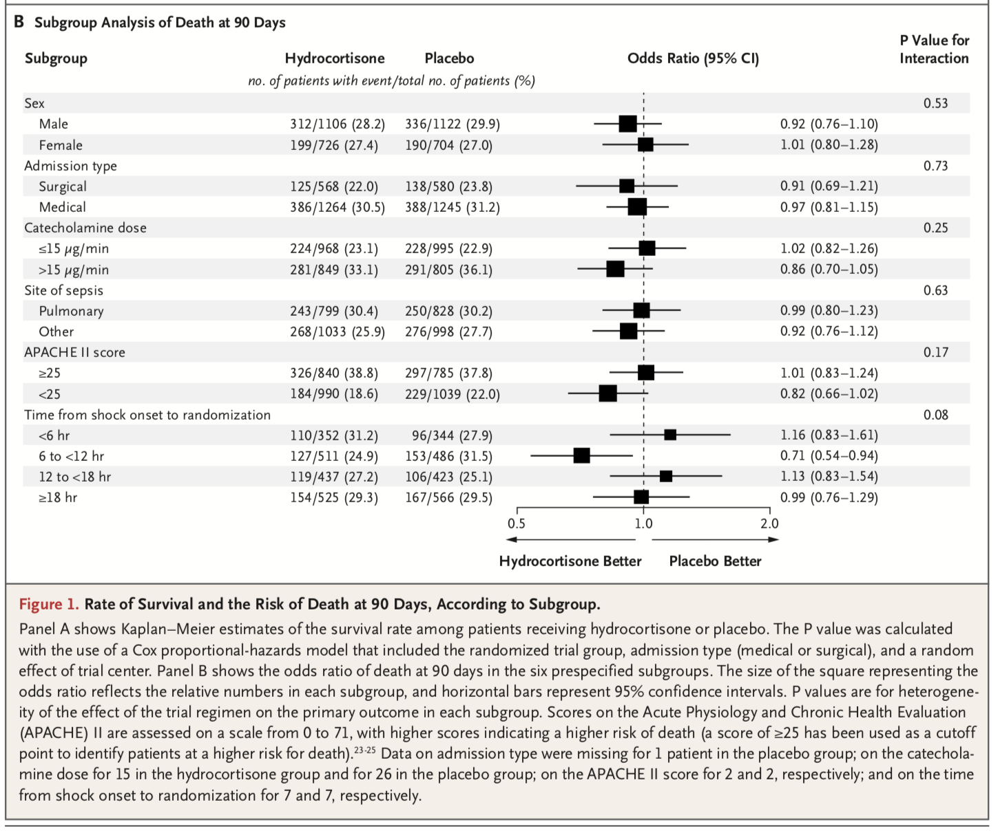 B Subgroup Analysis of Death at 90 Days
Subgroup Hydrocortisone Placebo Odds Ratio (95% CI) P Value for Interaction
no. of patients with event/total no. of patients (%)
Sex 0.53
Male 312/1106 (28.2) 336/1122 (29.9) 0.92 (0.76–1.10)
Female 199/726 (27.4) 190/704 (27.0) 1.01 (0.80–1.28)
Admission type 0.73
Surgical 125/568 (22.0) 138/580 (23.8) 0.91 (0.69–1.21)
Medical 386/1264 (30.5) 388/1245 (31.2) 0.97 (0.81–1.15)
Catecholamine dose 0.25
≤15 µg/min 224/968 (23.1) 228/995 (22.9) 1.02 (0.82–1.26)
>15 µg/min 281/849 (33.1) 291/805 (36.1) 0.86 (0.70–1.05)
Site of sepsis 0.63
Pulmonary 243/799 (30.4) 250/828 (30.2) 0.99 (0.80–1.23)
Other 268/1033 (25.9) 276/998 (27.7) 0.92 (0.76–1.12)
APACHE II score 0.17
≥25 326/840 (38.8) 297/785 (37.8) 1.01 (0.83–1.24)
<25 184/990 (18.6) 229/1039 (22.0) 0.82 (0.66–1.02)
Time from shock onset to randomization 0.08
<6 hr 110/352 (31.2) 96/344 (27.9) 1.16 (0.83–1.61)
6 to <12 hr 127/511 (24.9) 153/486 (31.5) 0.71 (0.54–0.94)
12 to <18 hr 119/437 (27.2) 106/423 (25.1) 1.13 (0.83–1.54)
≥18 hr 154/525 (29.3) 167/566 (29.5) 0.99 (0.76–1.29)
0.5 1.0 2.0
Hydrocortisone Better Placebo Better
Figure 1. Rate of Survival and the Risk of Death at 90 Days, According to Subgroup.
Panel A shows Kaplan–Meier estimates of the survival rate among patients receiving hydrocortisone or placebo. The P value was calculated
with the use of a Cox proportional-hazards model that included the randomized trial group, admission type (medical or surgical), and a random
effect of trial center. Panel B shows the odds ratio of death at 90 days in the six prespecified subgroups. The size of the square representing the
odds ratio reflects the relative numbers in each subgroup, and horizontal bars represent 95% confidence intervals. P values are for heterogene-
ity of the effect of the trial regimen on the primary outcome in each subgroup. Scores on the Acute Physiology and Chronic Health Evaluation
(APACHE) II are assessed on a scale from 0 to 71, with higher scores indicating a higher risk of death (a score of ≥25 has been used as a cutoff
point to identify patients at a higher risk for death).23-25 Data on admission type were missing for 1 patient in the placebo group; on the catechola-
mine dose for 15 in the hydrocortisone group and for 26 in the placebo group; on the APACHE II score for 2 and 2, respectively; and on the time
from shock onset to randomization for 7 and 7, respectively.